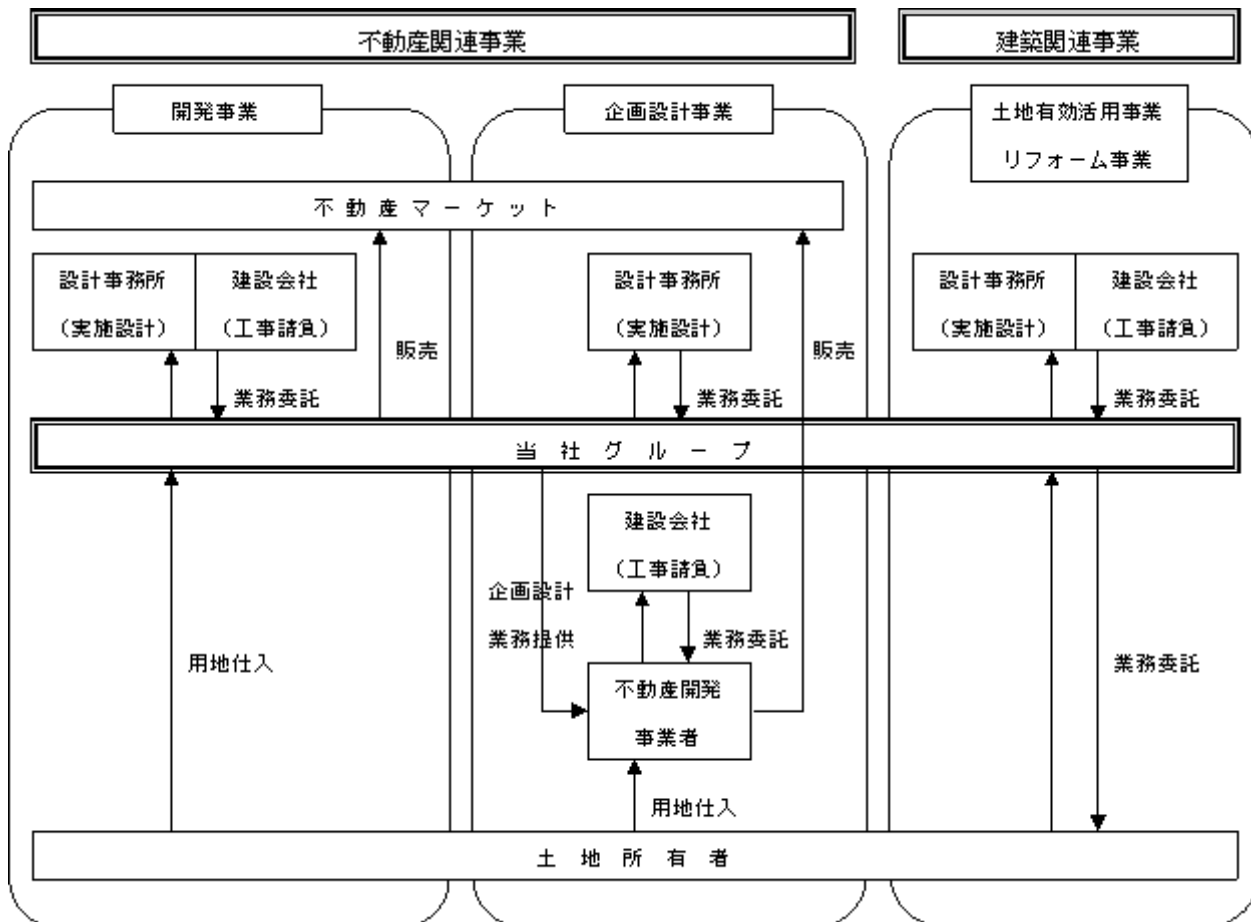 不動産関連事業
建築関連事業
開発事業
企画設計事業
土地有効活用事業
リフォーム事業
不動産マーケット
設計事務所
(実施設計)
建設会社
(工事請負)
設計事務所
(実施設計)
設計事務所
(実施設計)
建設会社
(工事請負)
販売
販売
業務委託
業務委託
業務委託
当社グループ
建設会社
(工事請負)
企画設計
業務提供
業務委託
用地仕入
業務委託
不動産開発
事業者
用地仕入
土地所有者